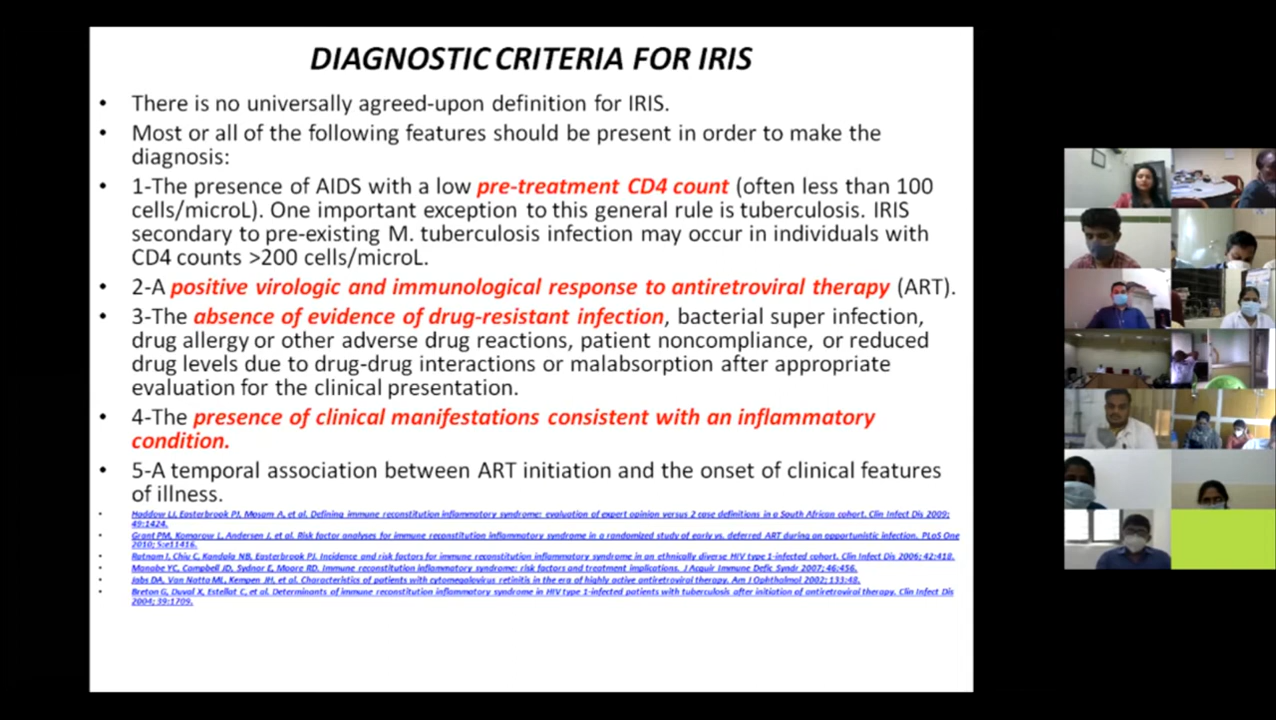 DIAGNOSTIC CRITERIA FOR IRIS
• There is no universally agreed-upon definition for IRIS.
• Most or all of the following features should be present in order to make the
diagnosis:
• 1-The presence of AIDS with a low pre-treatment CD4 count (often less than 100
cells/microL). One important exception to this general rule is tuberculosis. IRIS
secondary to pre-existing M. tuberculosis infection may occur in individuals with
CD4 counts >200 cells/microL.
• 2-A positive virologic and immunological response to antiretroviral therapy (ART).
• 3-The absence of evidence of drug-resistant infection, bacterial super infection,
drug allergy or other adverse drug reactions, patient noncompliance, or reduced
drug levels due to drug-drug interactions or malabsorption after appropriate
evaluation for the clinical presentation.
• 4-The presence of clinical manifestations consistent with an inflammatory
condition.
• 5-A temporal association between ART initiation and the onset of clinical features
of illness.
• Haddow LJ, Easterbrook PJ, Mosam A, et al. Defining immune reconstitution inflammatory syndrome: evaluation of expert opinion versus 2 case definitions in a South African cohort. Clin Infect Dis 2009;
49:1424.
• Grant PM, Komarow L, Andersen J, et al. Risk factor analyses for immune reconstitution inflammatory syndrome in a randomized study of early vs. deferred ART during an opportunistic infection. PLoS One
2010; 5:e11416.
• Ratnam I, Chiu C, Kandala NB, Easterbrook PJ. Incidence and risk factors for immune reconstitution inflammatory syndrome in an ethnically diverse HIV type 1-infected cohort. Clin Infect Dis 2006; 42:418.
• Manabe YC, Campbell JD, Sydnor E, Moore RD. Immune reconstitution inflammatory syndrome: risk factors and treatment implications. J Acquir Immune Defic Syndr 2007; 46:456.
• Jabs DA, Van Natta ML, Kempen JH, et al. Characteristics of patients with cytomegalovirus retinitis in the era of highly active antiretroviral therapy. Am J Ophthalmol 2002; 133:48.
• Breton G, Duval X, Estellat C, et al. Determinants of immune reconstitution inflammatory syndrome in HIV type 1-infected patients with tuberculosis after initiation of antiretroviral therapy. Clin Infect Dis
2004; 39:1709.